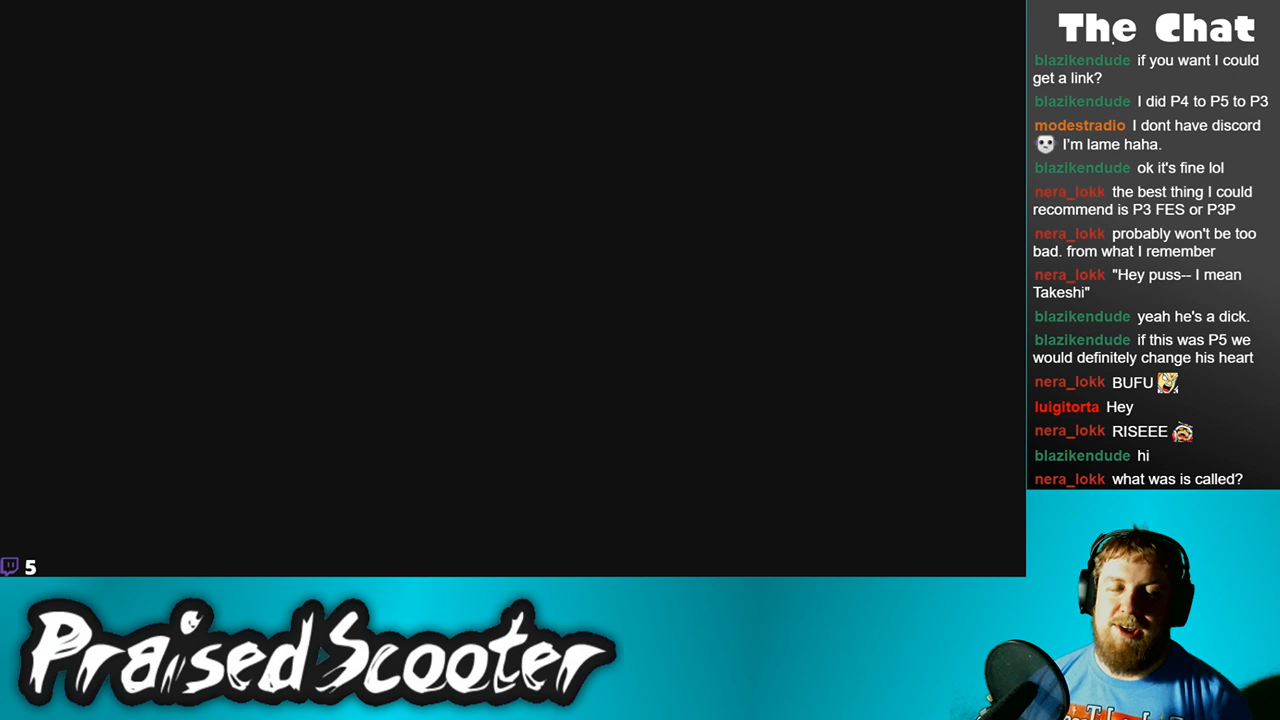 The Chat
blazikendude if you want I could
get a link?
blazikendude I did P4 to P5 to P3
modestradio I dont have discord
I'm lame haha.
blazikendude ok it's fine lol
nera_lokk the best thing I could
recommend is P3 FES or P3P
nera_lokk probably won't be too
bad. from what I remember
nera_lokk "Hey puss-- I mean
Takeshi"
blazikendude yeah he's a dick.
blazikendude if this was P5 we
would definitely change his heart
nera_lokk BUFU
luigitorta Hey
nera_lokk RISEEE
blazikendude hi
nera_lokk what was is called?
5
PraisedScooter